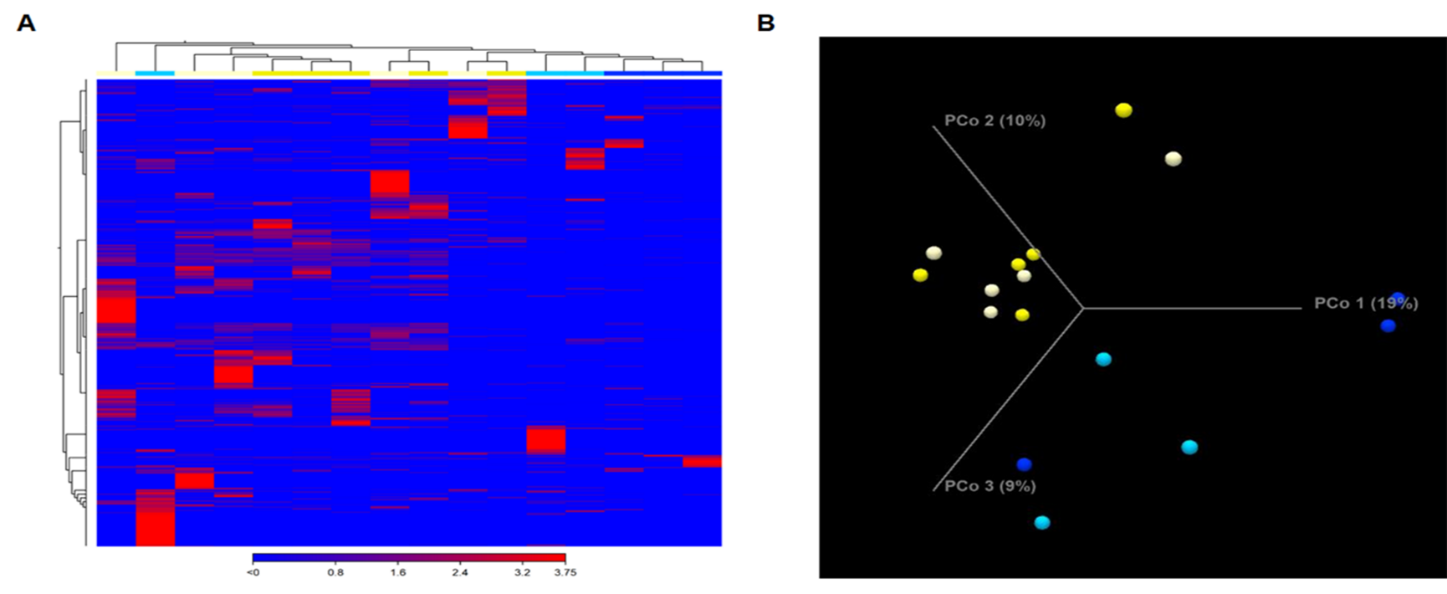 A
B
PCo 2 (10%)
PCo 1 (19%)
PCo 3 (9%)
<0 0.8 1.6 2.4 3.2 3.75